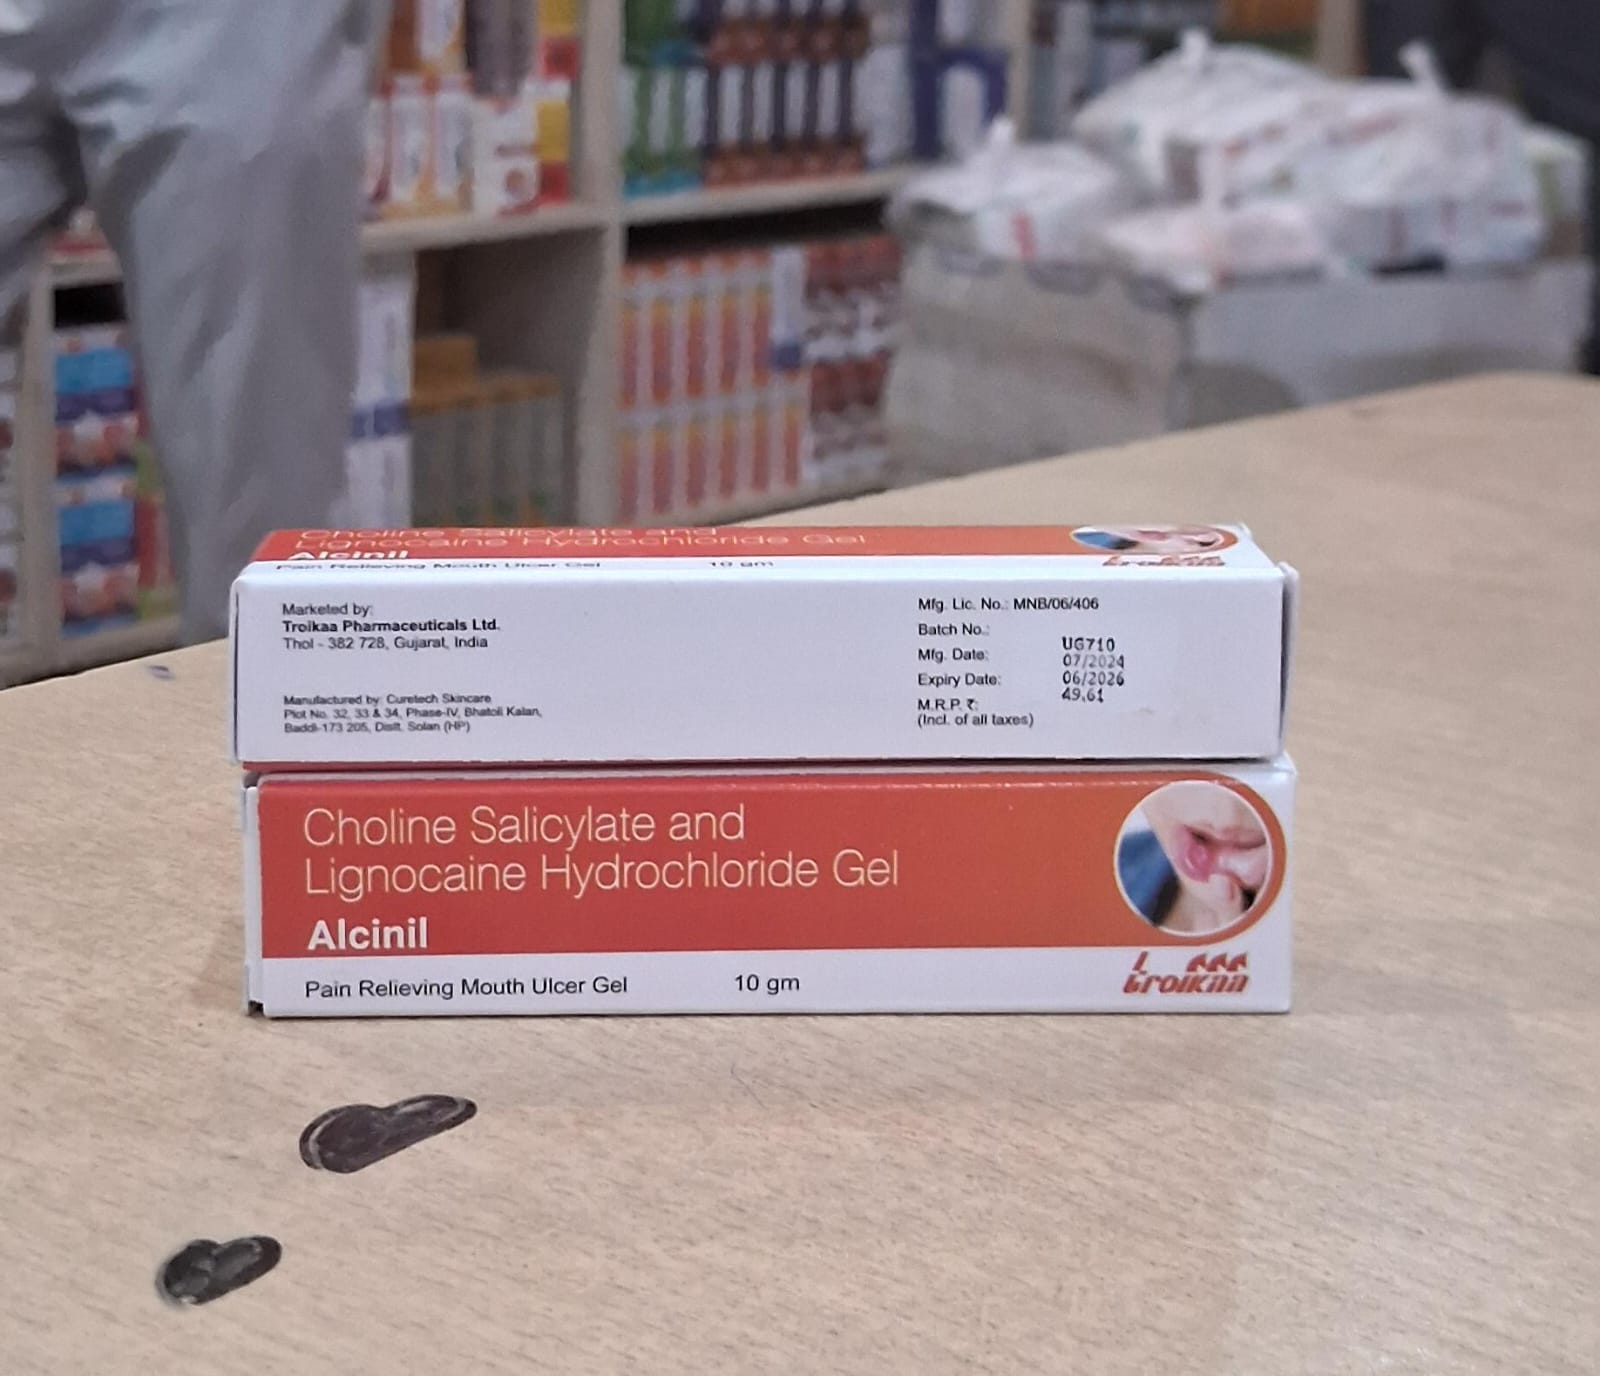 Choline Salicylate and
Lignocaine Hydrochloride Gel
Alcinil
Pain Relieving Mouth Ulcer Gel 10 gm
troikaa
Marketed by:
Troikaa Pharmaceuticals Ltd.
Thol - 382 728, Gujarat, India
Manufactured by: Curetech Skincare
Plot No. 32, 33 & 34, Phase-IV, Bhatoli Kalan,
Baddi-173 205, Distt. Solan (HP)
Mfg. Lic. No.: MNB/06/406
Batch No.: UG710
Mfg. Date: 07/2024
Expiry Date: 06/2026
M.R.P. ₹: 49.61
(Incl. of all taxes)
Choline Salicylate and
Lignocaine Hydrochloride Gel
Alcinil
Pain Relieving Mouth Ulcer Gel 10 gm
troikaa